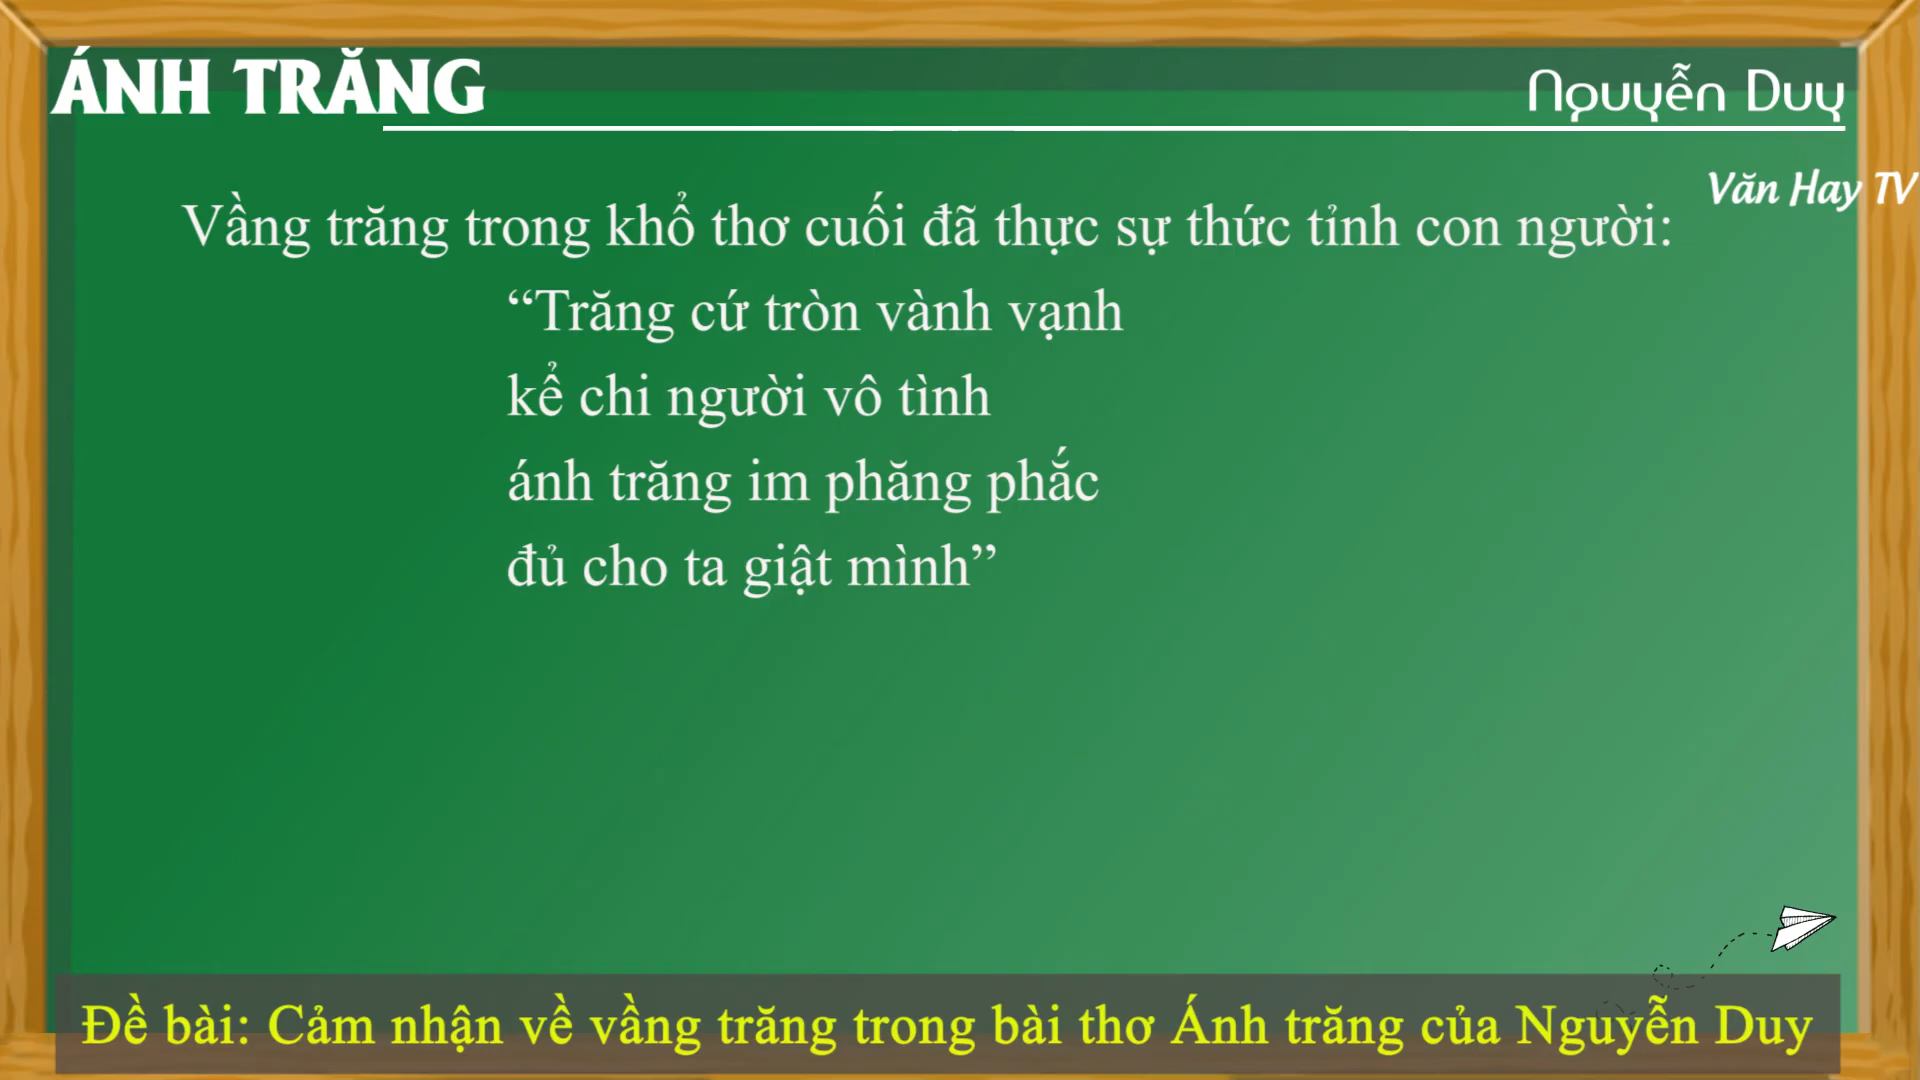 ÁNH TRĂNG
Nguyễn Duy
Văn Hay TV
Vầng trăng trong khổ thơ cuối đã thực sự thức tỉnh con người:
“Trăng cứ tròn vành vạnh
kể chi người vô tình
ánh trăng im phăng phắc
đủ cho ta giật mình”
Đề bài: Cảm nhận về vầng trăng trong bài thơ Ánh trăng của Nguyễn Duy